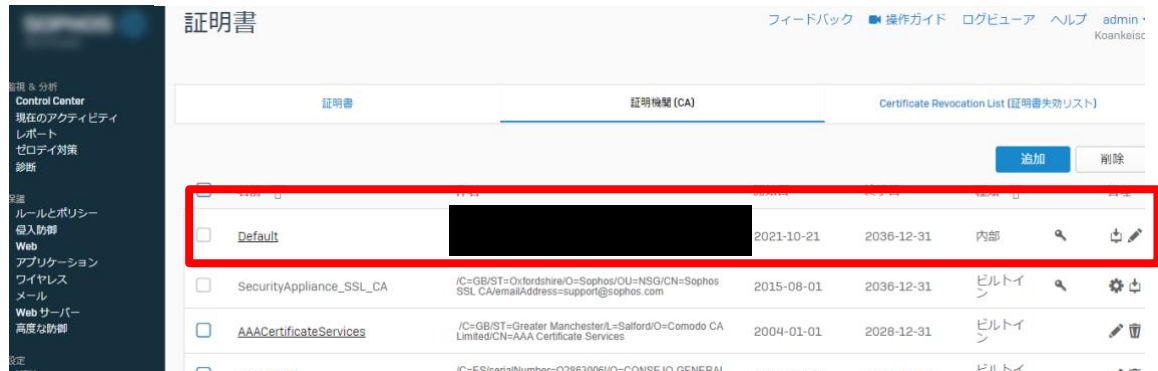 証明書
フィードバック 操作ガイド ログビューア ヘルプ admin
Koankeiso
監視 & 分析
Control Center
現在のアクティビティ
レポート
ゼロデイ対策
診断
保護
ルールとポリシー
侵入防御
Web
アプリケーション
ワイヤレス
メール
Web サーバー
高度な防御
設定
証明書 証明機関 (CA) Certificate Revocation List (証明書失効リスト)
追加 削除
Default 2021-10-21 2036-12-31 内部
SecurityAppliance_SSL_CA /C=GB/ST=Oxfordshire/O=Sophos/OU=NSG/CN=Sophos
SSL CA/emailAddress=support@sophos.com 2015-08-01 2036-12-31 ビルトイ
ン
AAACertificateServices /C=GB/ST=Greater Manchester/L=Salford/O=Comodo CA
Limited/CN=AAA Certificate Services 2004-01-01 2028-12-31 ビルトイ
ン